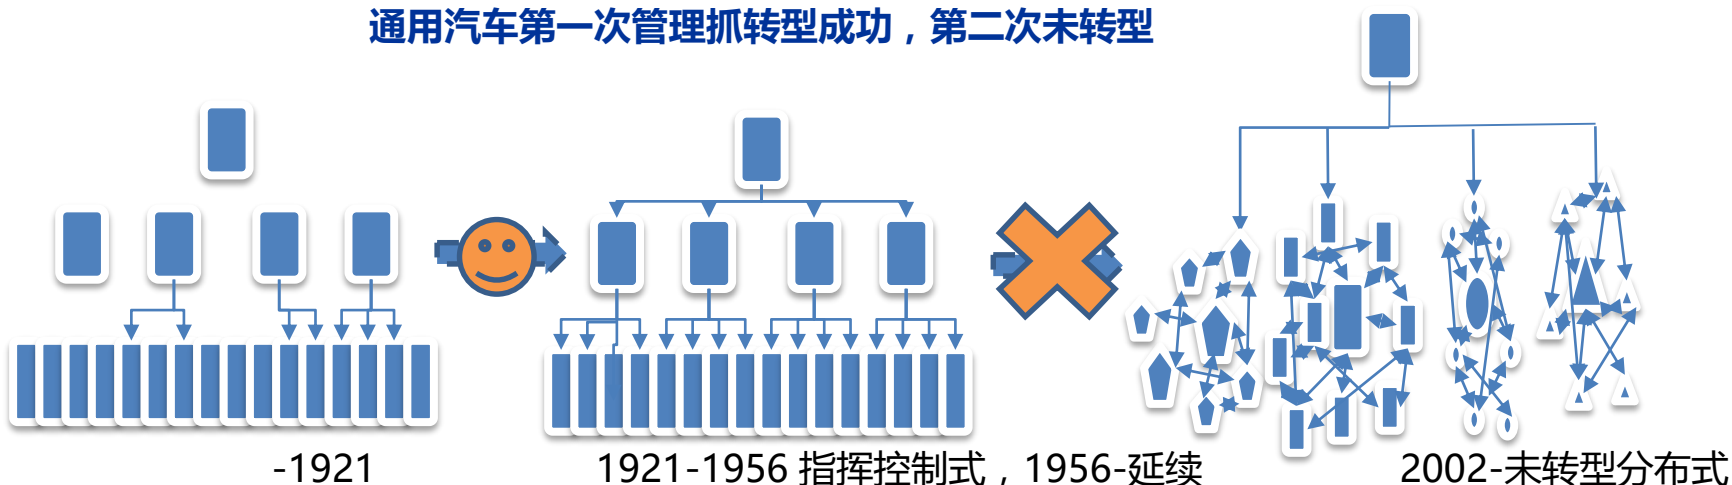 通用汽车第一次管理抓转型成功，第二次未转型
-1921
1921-1956 指挥控制式，1956-延续
2002-未转型分布式